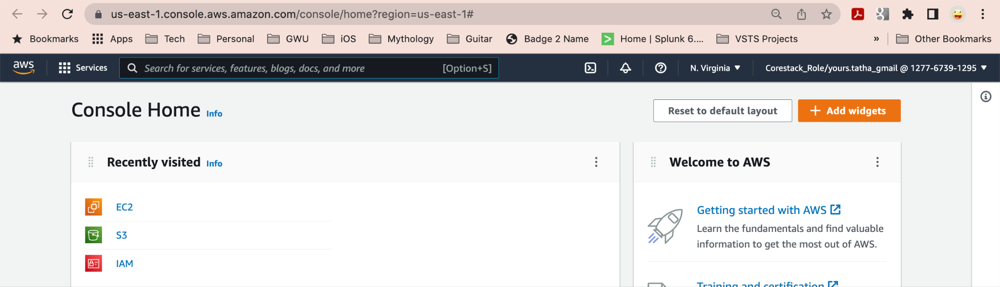 us-east-1.console.aws.amazon.com/console/home?region=us-east-1#
Bookmarks Apps Tech Personal GWU iOS Mythology Guitar Badge 2 Name Home | Splunk 6.... VSTS Projects » Other Bookmarks
aws Services Search for services, features, blogs, docs, and more [Option+S] N. Virginia Corestack_Role/yours.tatha_gmail @ 1277-6739-1295
Console Home Info Reset to default layout Add widgets
Recently visited Info
EC2
S3
IAM
Welcome to AWS
Getting started with AWS
Learn the fundamentals and find valuable
information to get the most out of AWS.
Training and certification